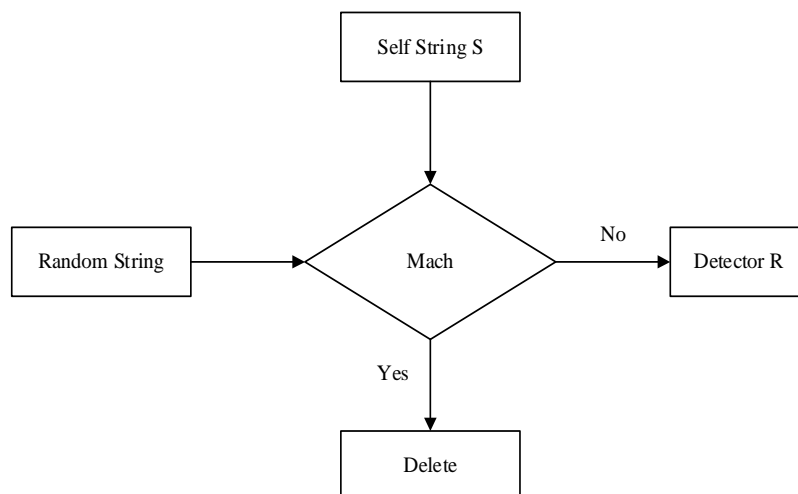 Self String S
Random String
Mach
No
Detector R
Yes
Delete